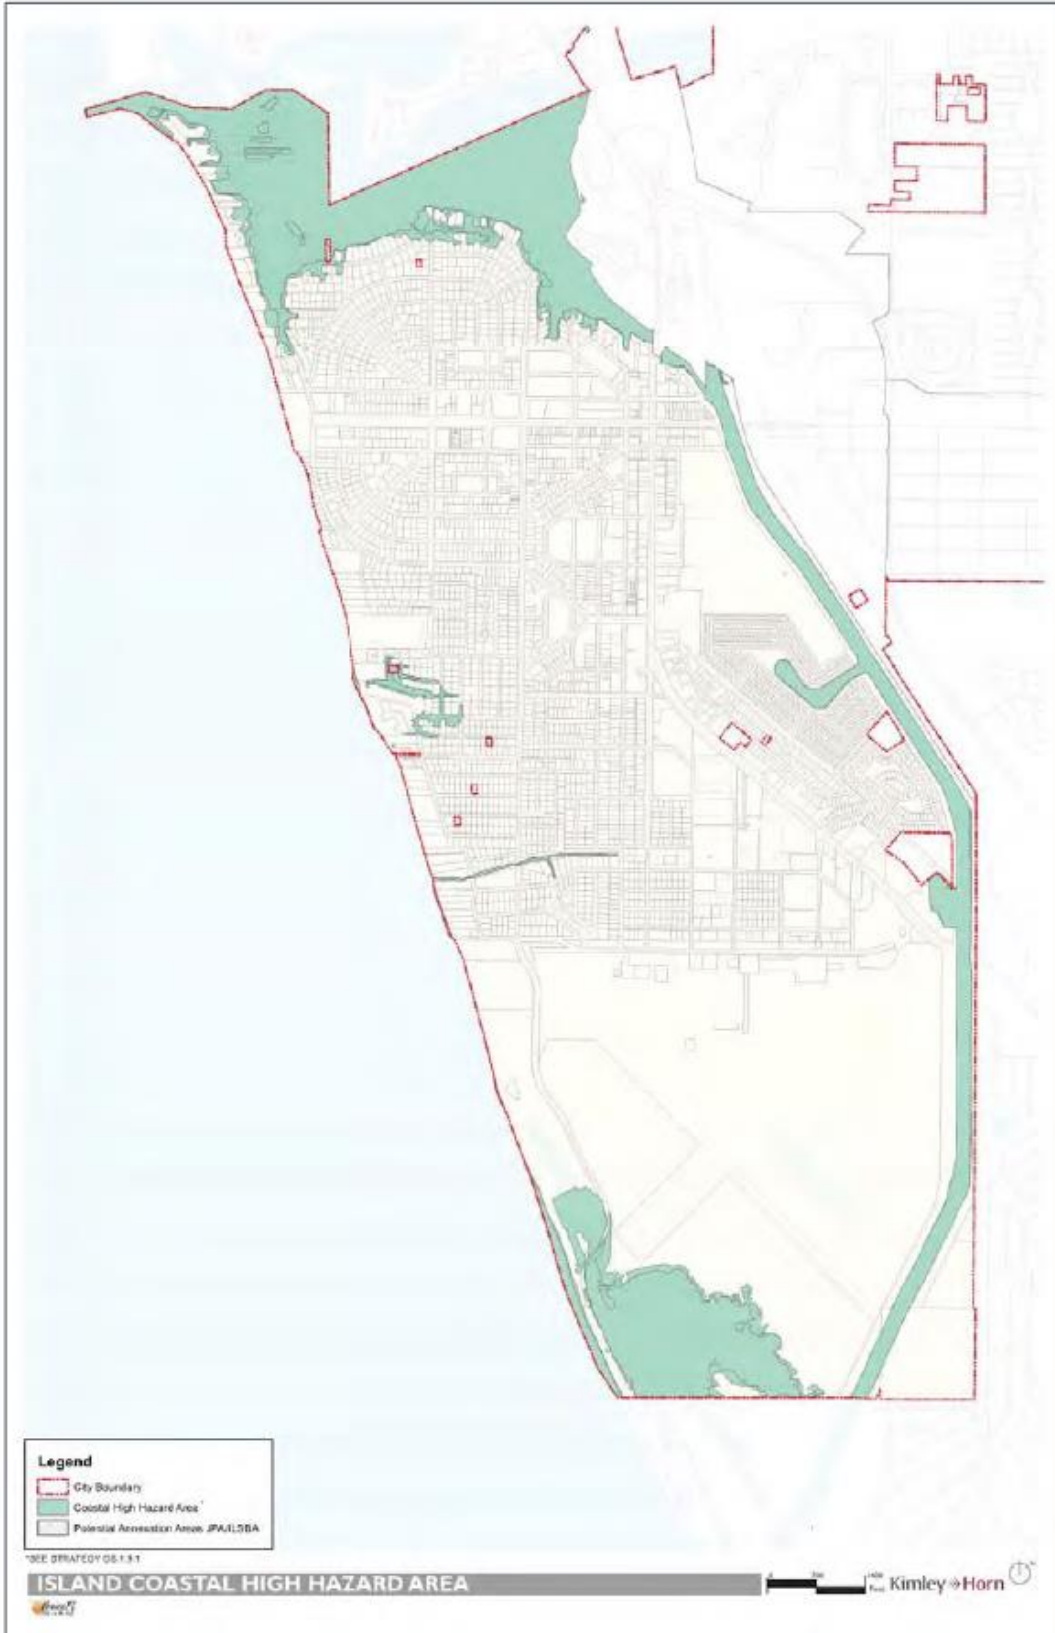 Legend
City Boundary
Coastal High Hazard Area *
Potential Annexation Areas JPA/ILSBA
ISLAND COASTAL HIGH HAZARD AREA
Kimley Horn